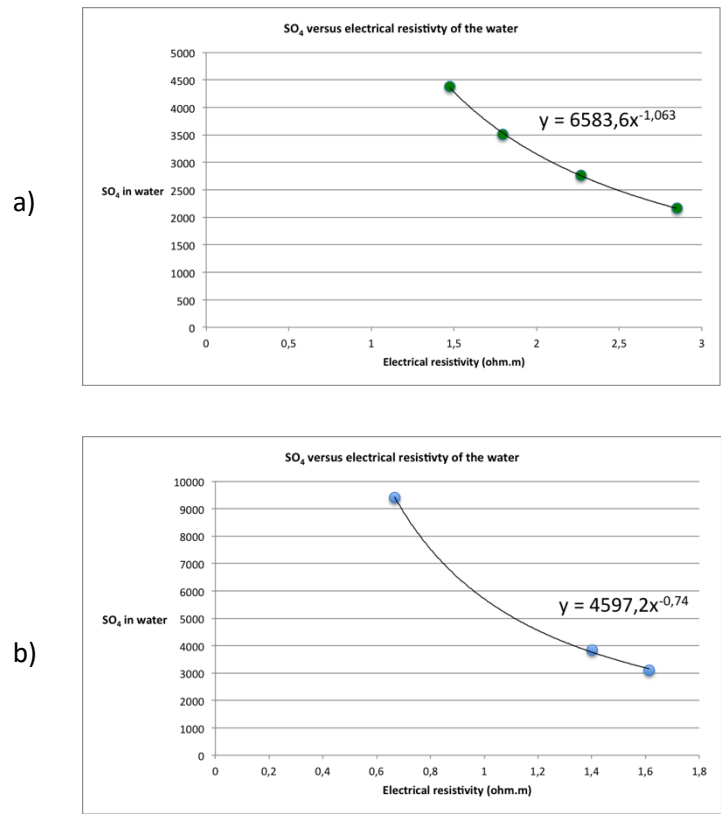 a)
SO₄ versus electrical resistivty of the water
5000
4500
4000
3500
3000
2500
2000
1500
1000
500
0
SO₄ in water
y = 6583,6x⁻¹,⁰⁶³
0 0,5 1 1,5 2 2,5 3
Electrical resistivity (ohm.m)
b)
SO₄ versus electrical resistivty of the water
10000
9000
8000
7000
6000
5000
4000
3000
2000
1000
0
SO₄ in water
y = 4597,2x⁻⁰,⁷⁴
0 0,2 0,4 0,6 0,8 1 1,2 1,4 1,6 1,8
Electrical resistivity (ohm.m)